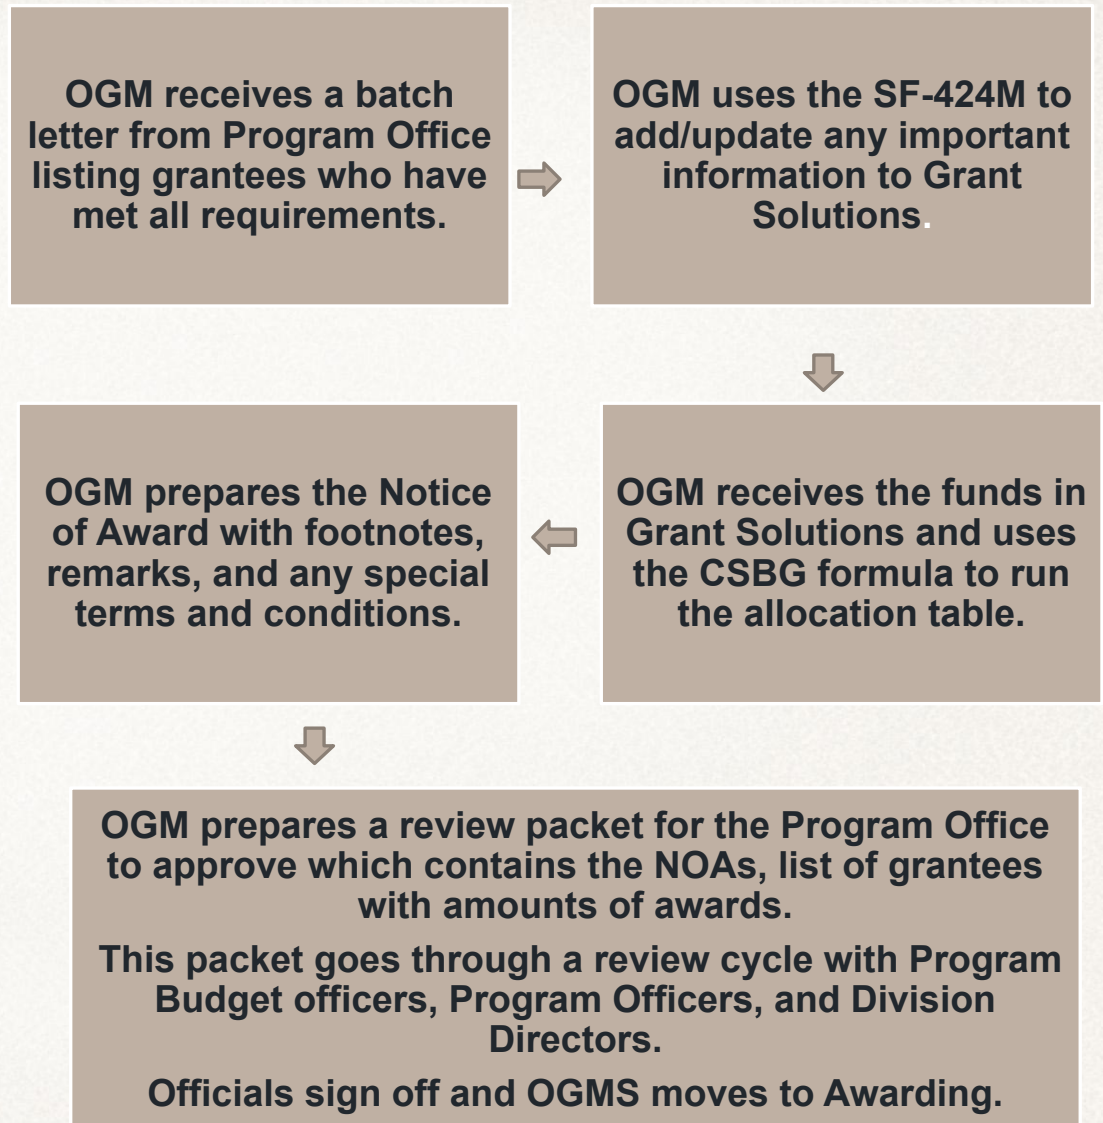 OGM receives a batch
letter from Program Office
listing grantees who have
met all requirements.
OGM uses the SF-424M to
add/update any important
information to Grant
Solutions.
OGM receives the funds in
Grant Solutions and uses
the CSBG formula to run
the allocation table.
OGM prepares the Notice
of Award with footnotes,
remarks, and any special
terms and conditions.
OGM prepares a review packet for the Program Office
to approve which contains the NOAs, list of grantees
with amounts of awards.
This packet goes through a review cycle with Program
Budget officers, Program Officers, and Division
Directors.
Officials sign off and OGMS moves to Awarding.